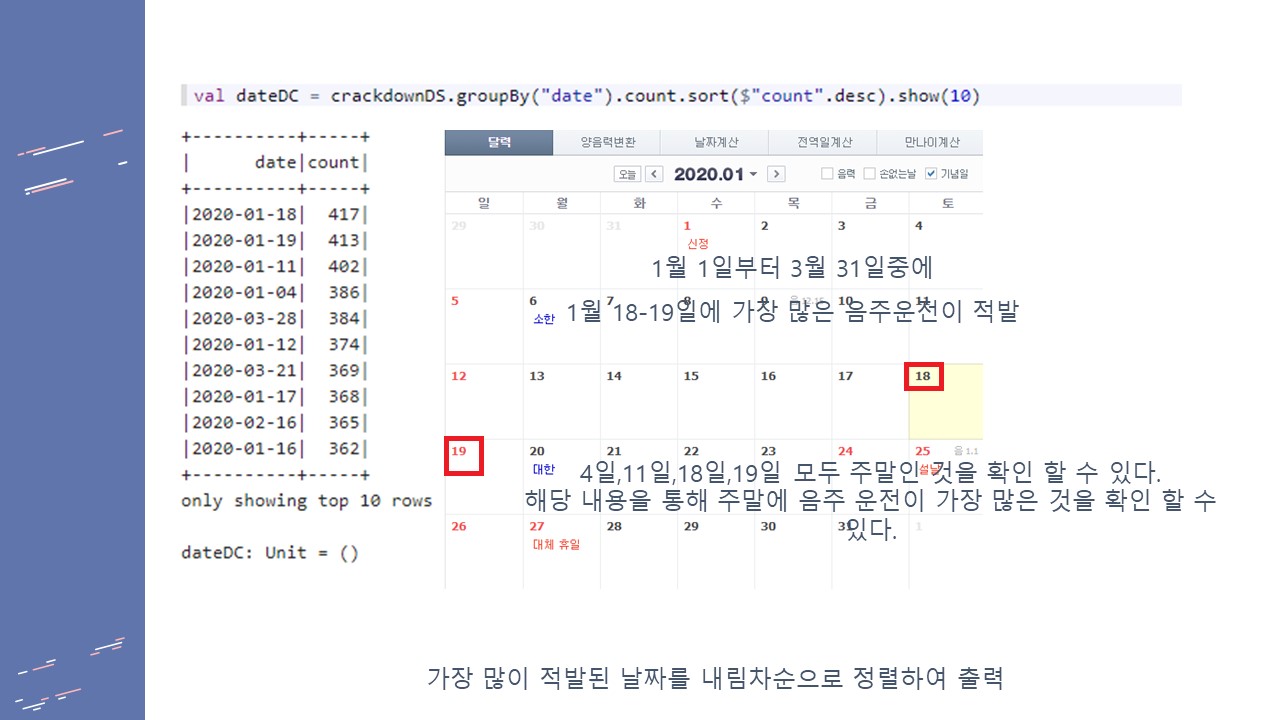 val dateDC = crackdownDS.groupBy("date").count.sort($"count".desc).show(10)
+----------+-----+
|      date|count|
+----------+-----+
|2020-01-18|  417|
|2020-01-19|  413|
|2020-01-11|  402|
|2020-01-04|  386|
|2020-03-28|  384|
|2020-01-12|  374|
|2020-03-21|  369|
|2020-01-17|  368|
|2020-02-16|  365|
|2020-01-16|  362|
+----------+-----+
only showing top 10 rows
dateDC: Unit = ()
달력 양음력변환 날짜계산 전역일계산 만나이계산
오늘 < 2020.01 > 음력 손없는날 기념일
일 월 화 수 목 금 토
29 30 31 1 2 3 4
신정
1월 1일부터 3월 31일중에
5 6 7 8 9 10 11
소한
1월 18-19일에 가장 많은 음주운전이 적발
12 13 14 15 16 17 18
19 20 21 22 23 24 25 음 1.1
대한 설날
4일,11일,18일,19일 모두 주말인 것을 확인 할 수 있다.
해당 내용을 통해 주말에 음주 운전이 가장 많은 것을 확인 할 수
있다.
26 27 28 29 30 31 1
대체 휴일
가장 많이 적발된 날짜를 내림차순으로 정렬하여 출력